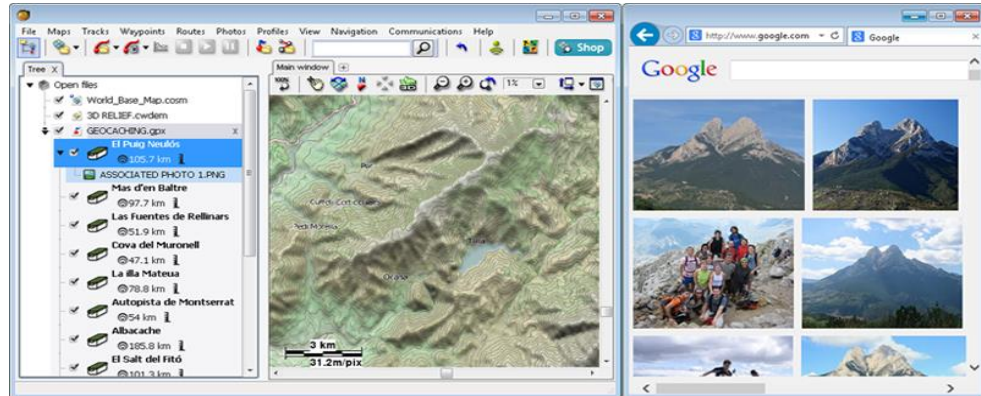 File Maps Tracks Waypoints Routes Photos Profiles View Navigation Communications Help
Shop
Tree X
Main window
100%
1%
Open files
World_Base_Map.cosm
3D RELIEF.cwdem
GEOCACHING.gpx x
El Puig Neulós
105.7 km
ASSOCIATED PHOTO 1.PNG
Mas d'en Baltre
97.7 km
Las Fuentes de Rellinars
51.9 km
Cova del Muronell
47.1 km
La illa Mateua
78.8 km
Autopista de Montserrat
54 km
Albacache
185.8 km
El Salt del Fitó
101.3 km
3 km
31.2m/pix
http://www.google.com
Google
Google